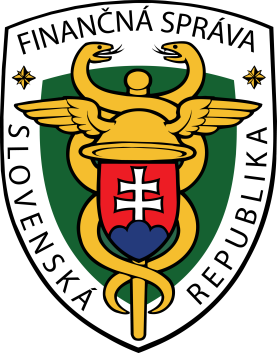 FINANČNÁ SPRÁVA
SLOVENSKÁ
REPUBLIKA